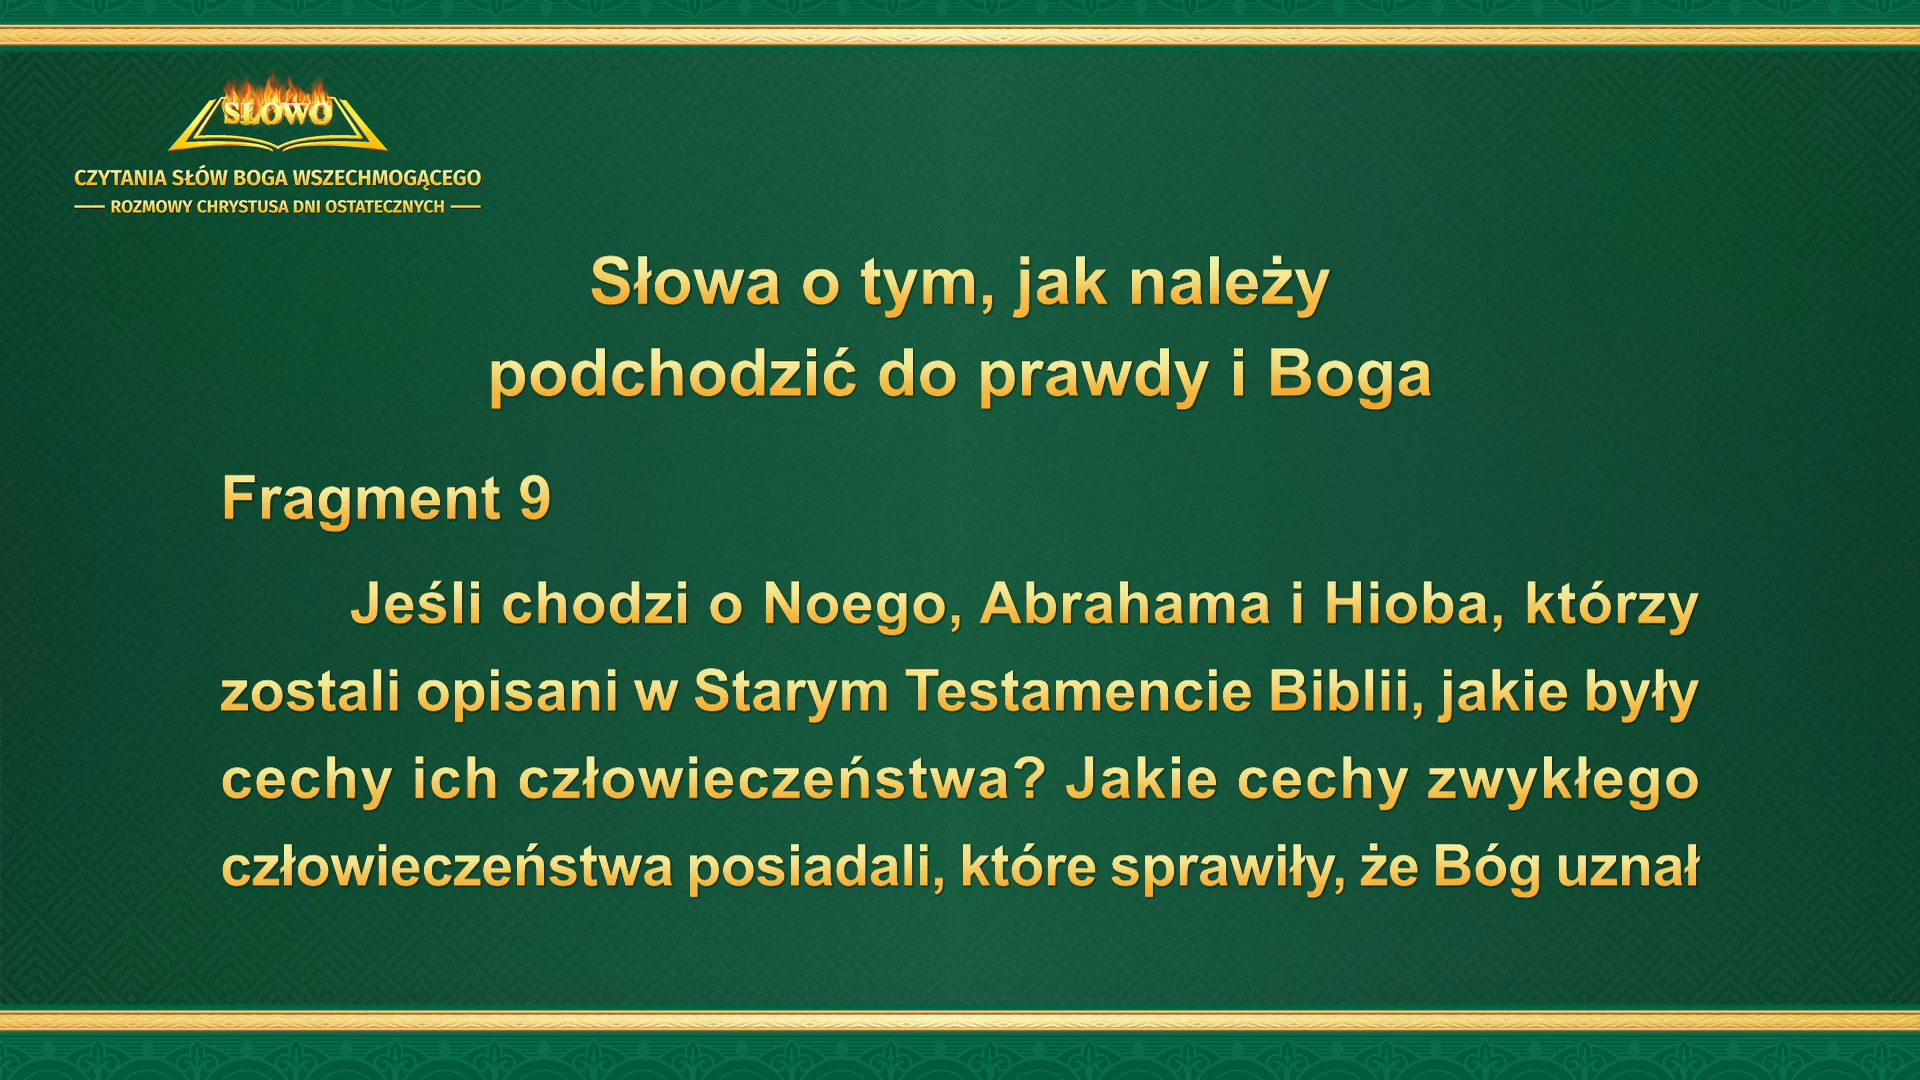 SŁOWO
CZYTANIA SŁÓW BOGA WSZECHMOGĄCEGO
ROZMOWY CHRYSTUSA DNI OSTATECZNYCH
Słowa o tym, jak należy
podchodzić do prawdy i Boga
Fragment 9
Jeśli chodzi o Noego, Abrahama i Hioba, którzy
zostali opisani w Starym Testamencie Biblii, jakie były
cechy ich człowieczeństwa? Jakie cechy zwykłego
człowieczeństwa posiadali, które sprawiły, że Bóg uznał